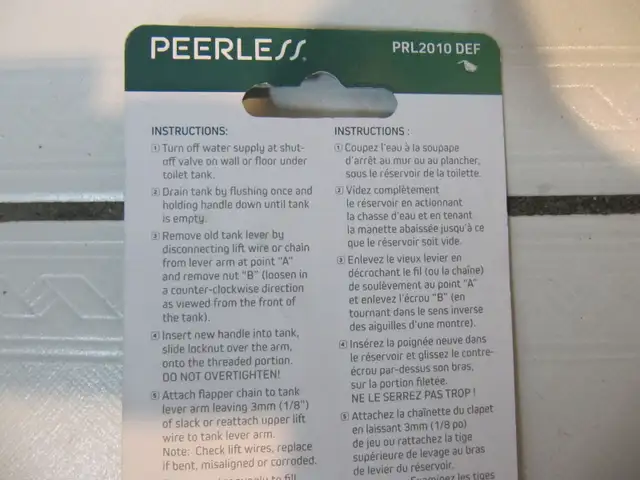 PEERLESS
PRL2010 DEF
INSTRUCTIONS:
1 Turn off water supply at shut-
off valve on wall or floor under
toilet tank.
2 Drain tank by flushing once and
holding handle down until tank
is empty.
3 Remove old tank lever by
disconnecting lift wire or chain
from lever arm at point "A"
and remove nut "B" (loosen in
a counter-clockwise direction
as viewed from the front of
the tank).
4 Insert new handle into tank,
slide locknut over the arm,
onto the threaded portion.
DO NOT OVERTIGHTEN!
5 Attach flapper chain to tank
lever arm leaving 3mm (1/8")
of slack or reattach upper lift
wire to tank lever arm.
Note: Check lift wires, replace
if bent, misaligned or corroded.
supply to fill
INSTRUCTIONS :
1 Coupez l'eau à la soupape
d'arrêt au mur ou au plancher,
sous le réservoir de la toilette.
2 Videz complètement
le réservoir en actionnant
la chasse d'eau et en tenant
la manette abaissée jusqu'à ce
que le réservoir soit vide.
3 Enlevez le vieux levier en
décrochant le fil (ou la chaîne)
de soulèvement au point "A"
et enlevez l'écrou "B" (en
tournant dans le sens inverse
des aiguilles d'une montre).
4 Insérez la poignée neuve dans
le réservoir et glissez le contre-
écrou par-dessus son bras,
sur la portion filetée.
NE LE SERREZ PAS TROP !
5 Attachez la chaînette du clapet
en laissant 3mm (1/8 po)
de jeu ou rattachez la tige
supérieure de levage au bras
de levier du réservoir.
Examinez les tiges